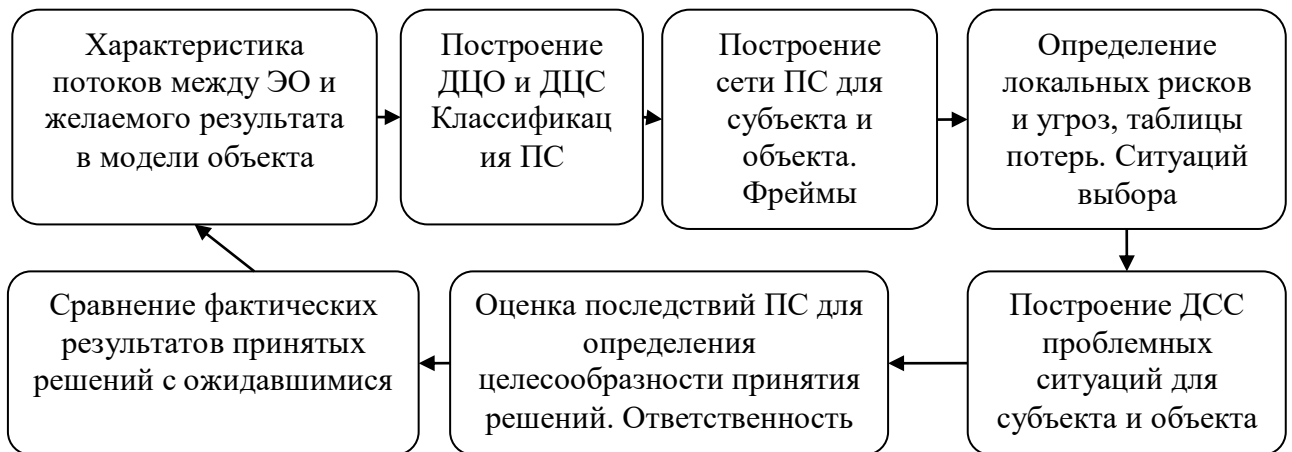 Характеристика
потоков между ЭО и
желаемого результата
в модели объекта
Построение
ДЦО и ДЦС
Классификац
ия ПС
Построение
сети ПС для
субъекта и
объекта.
Фреймы
Определение
локальных рисков
и угроз, таблицы
потерь. Ситуаций
выбора
Построение ДСС
проблемных
ситуаций для
субъекта и объекта
Оценка последствий ПС для
определения
целесообразности принятия
решений. Ответственность
Сравнение фактических
результатов принятых
решений с ожидавшимися